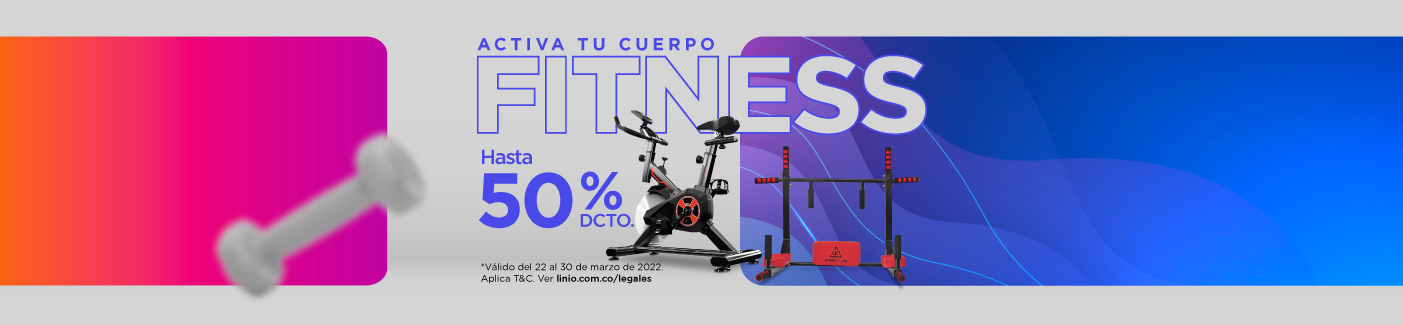 ACTIVA TU CUERPO
FITNESS
Hasta
50%
DCTO.
*Válido del 22 al 30 de marzo de 2022.
Aplica T&C. Ver linio.com.co/legales